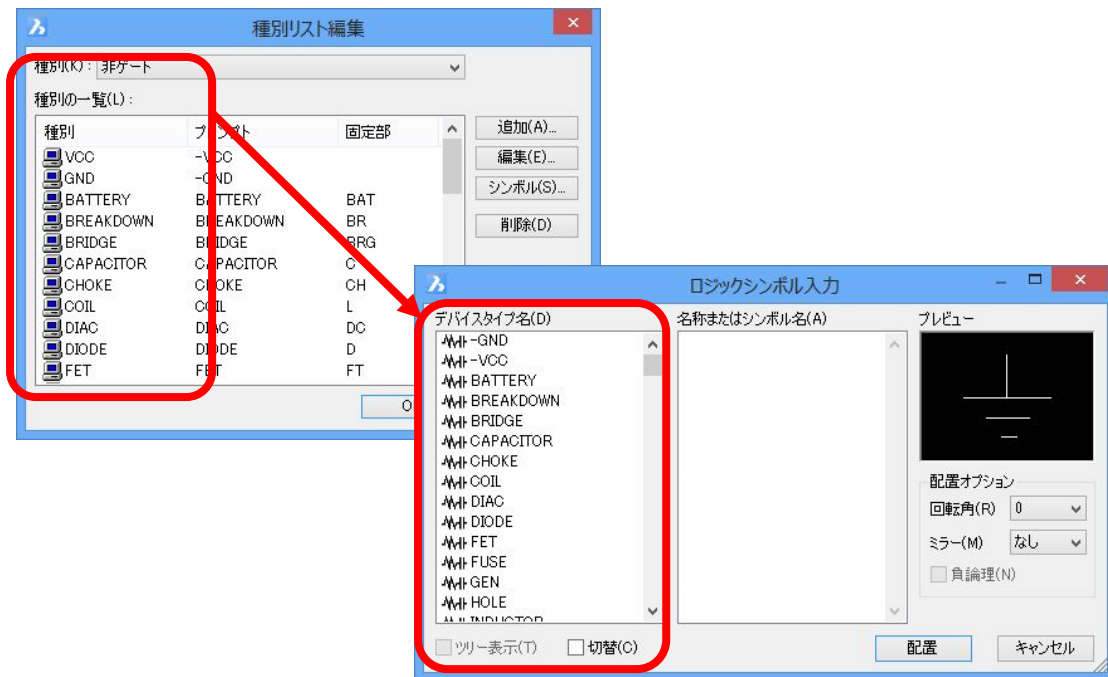 種別リスト編集
種別(K): 非ゲート
種別の一覧(L):
種別 プロンプト 固定部
VCC -VCC
GND -GND
BATTERY BATTERY BAT
BREAKDOWN BREAKDOWN BR
BRIDGE BRIDGE BRG
CAPACITOR CAPACITOR C
CHOKE CHOKE CH
COIL COIL L
DIAC DIAC DC
DIODE DIODE D
FET FET FT
追加(A)...
編集(E)...
シンボル(S)...
削除(D)
ロジックシンボル入力
デバイスタイプ名(D)
-GND
-VCC
BATTERY
BREAKDOWN
BRIDGE
CAPACITOR
CHOKE
COIL
DIAC
DIODE
FET
FUSE
GEN
HOLE
INDUCTOR
ツリー表示(T) 切替(C)
名称またはシンボル名(A)
プレビュー
配置オプション
回転角(R) 0
ミラー(M) なし
負論理(N)
配置 キャンセル